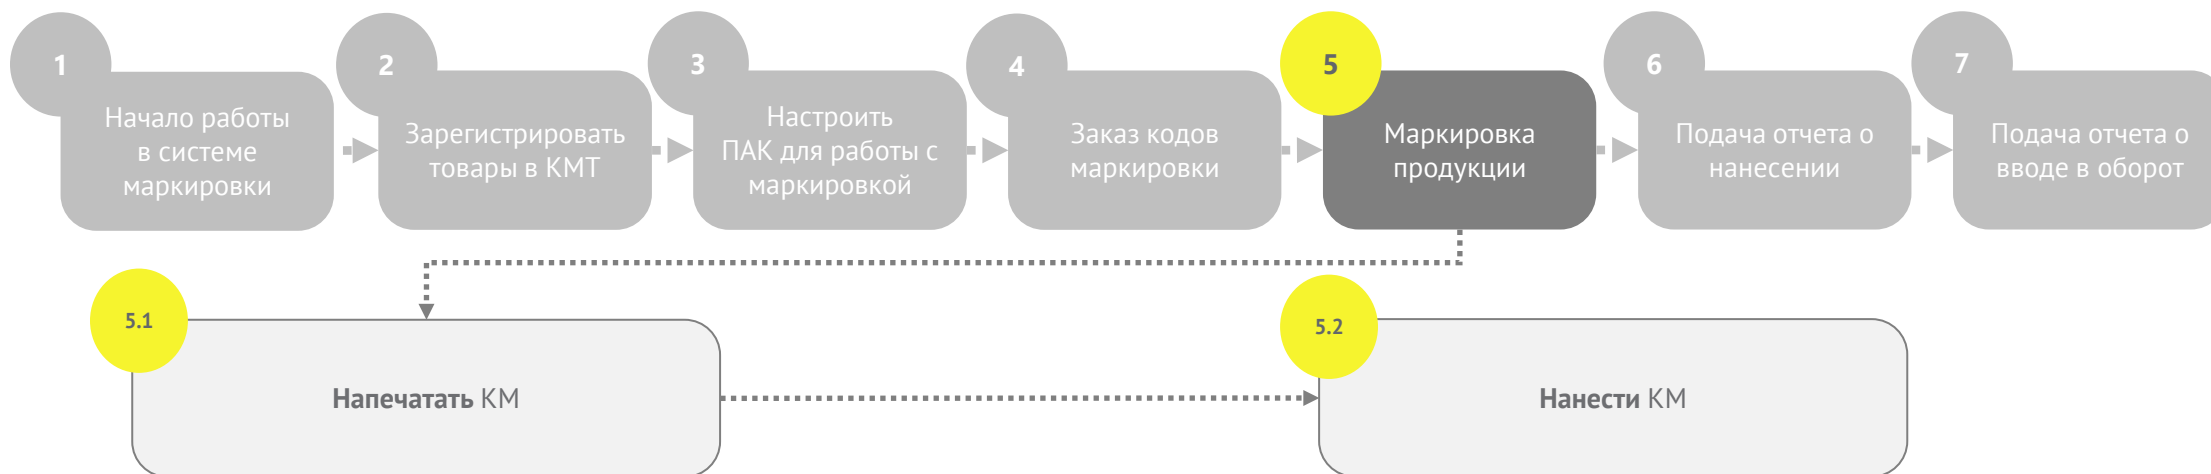 1
Начало работы
в системе
маркировки
2
Зарегистрировать
товары в КМТ
3
Настроить
ПАК для работы с
маркировкой
4
Заказ кодов
маркировки
5
Маркировка
продукции
6
Подача отчета о
нанесении
7
Подача отчета о
вводе в оборот
5.1
Напечатать КМ
5.2
Нанести КМ